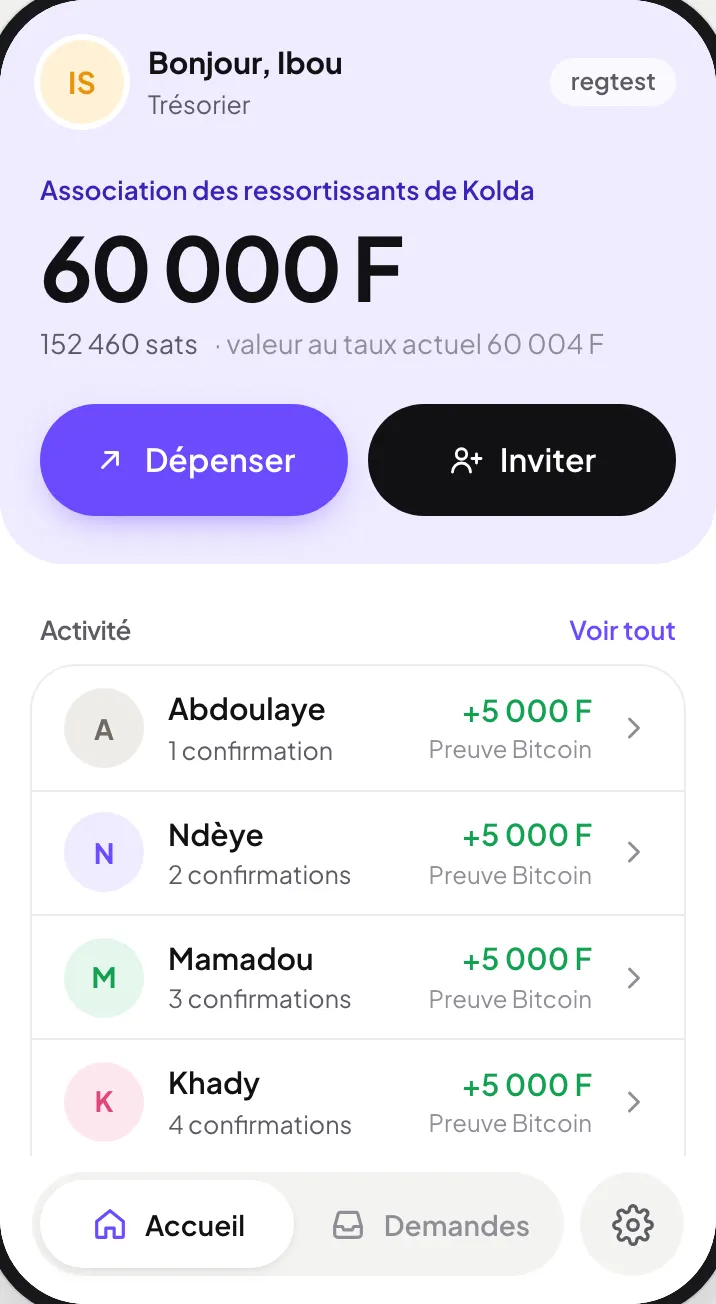 IS
Bonjour, Ibou
Trésorier
regtest
Association des ressortissants de Kolda
60 000 F
152 460 sats · valeur au taux actuel 60 004 F
Dépenser
Inviter
Activité
Voir tout
A
Abdoulaye
+5 000 F
1 confirmation
Preuve Bitcoin
N
Ndèye
+5 000 F
2 confirmations
Preuve Bitcoin
M
Mamadou
+5 000 F
3 confirmations
Preuve Bitcoin
K
Khady
+5 000 F
4 confirmations
Preuve Bitcoin
Accueil
Demandes